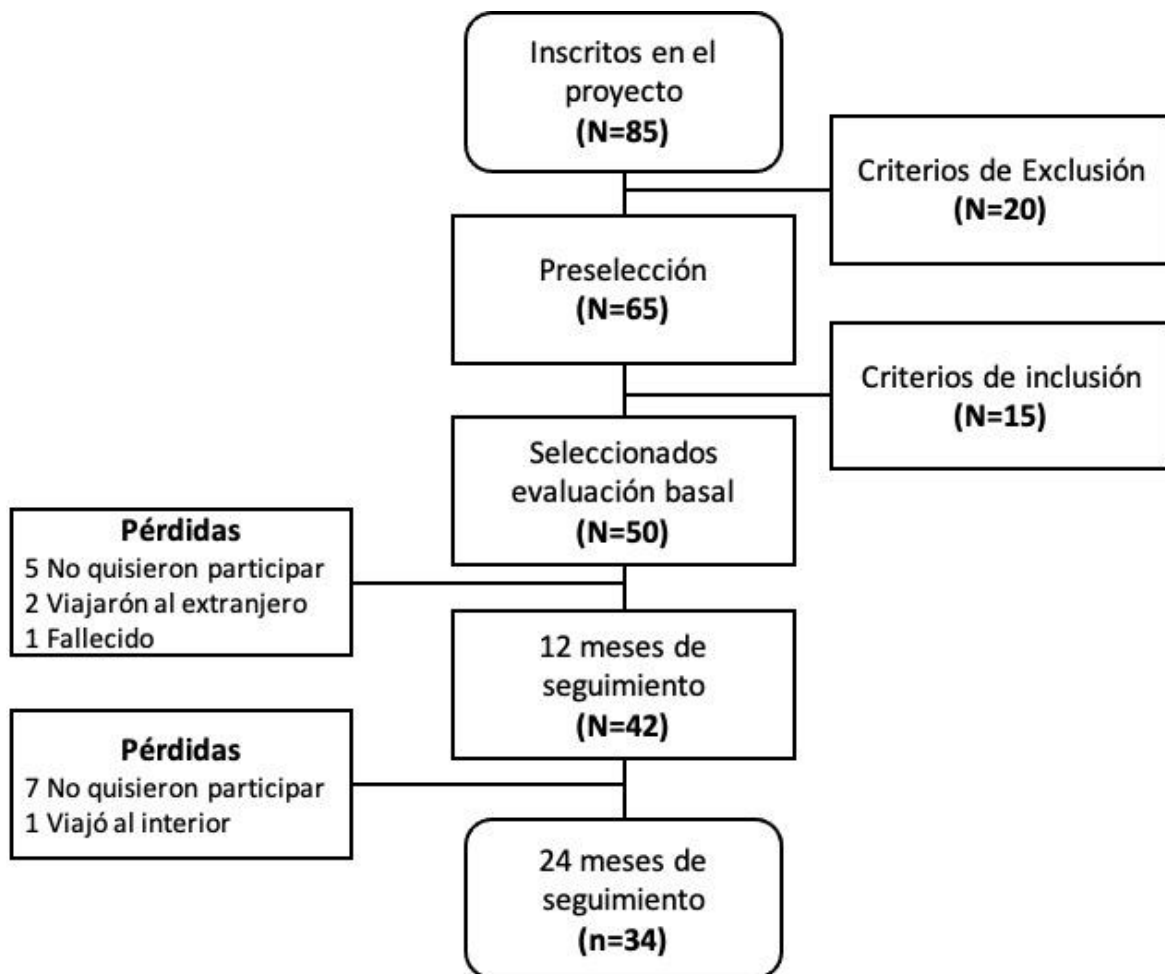 Inscritos en el
proyecto
(N=85)
Criterios de Exclusión
(N=20)
Preselección
(N=65)
Criterios de inclusión
(N=15)
Seleccionados
evaluación basal
(N=50)
Pérdidas
5 No quisieron participar
2 Viajarón al extranjero
1 Fallecido
12 meses de
seguimiento
(N=42)
Pérdidas
7 No quisieron participar
1 Viajó al interior
24 meses de
seguimiento
(n=34)